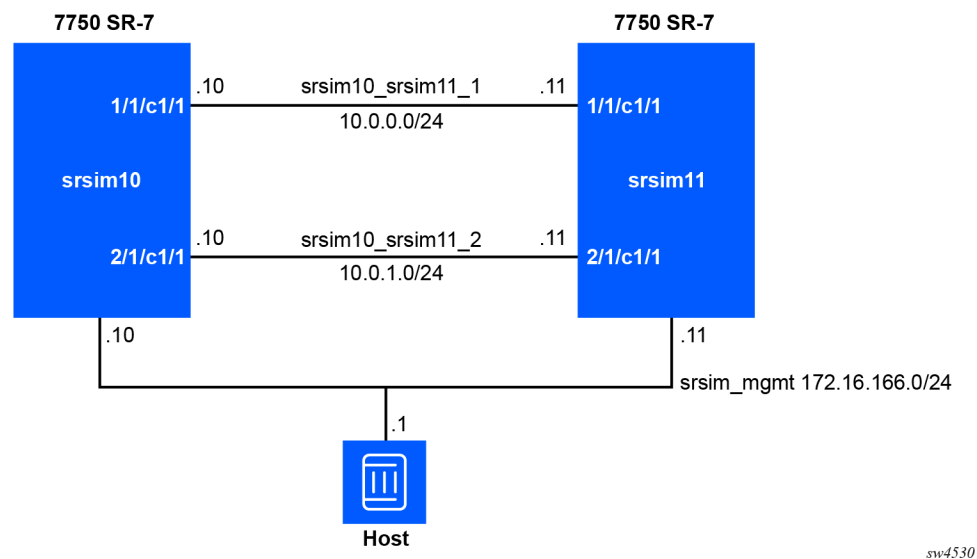 7750 SR-7
7750 SR-7
.10
srsim10_srsim11_1
.11
1/1/c1/1
10.0.0.0/24
1/1/c1/1
srsim10
srsim11
.10
srsim10_srsim11_2
.11
2/1/c1/1
10.0.1.0/24
2/1/c1/1
.10
.11
srsim_mgmt 172.16.166.0/24
.1
Host
sw4530